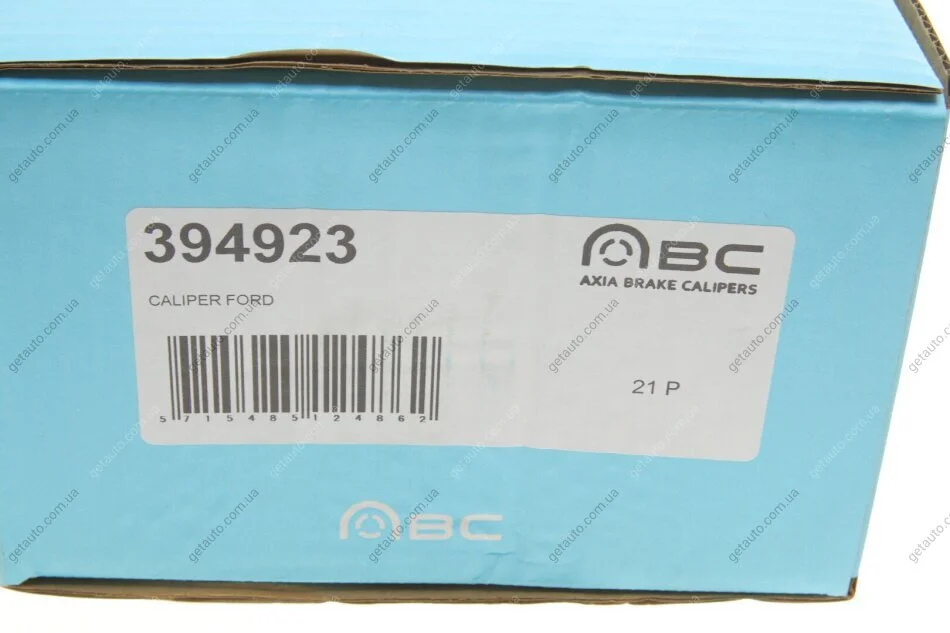 394923
ABC
AXIA BRAKE CALIPERS
CALIPER FORD
21 P
5 715485 124862
ABC
getauto.com.ua